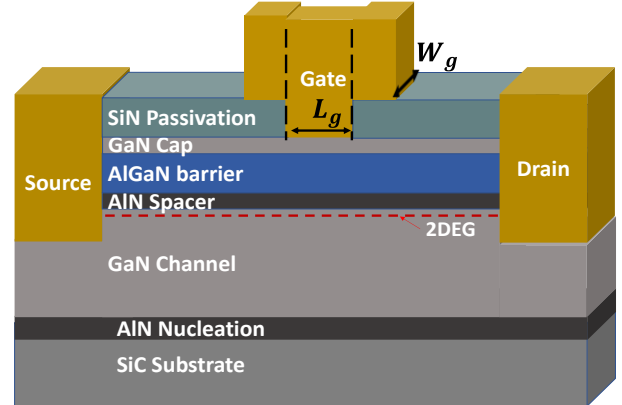 W_g
Gate
SiN Passivation
L_g
GaN Cap
AlGaN barrier
Source
Drain
AlN Spacer
2DEG
GaN Channel
AlN Nucleation
SiC Substrate